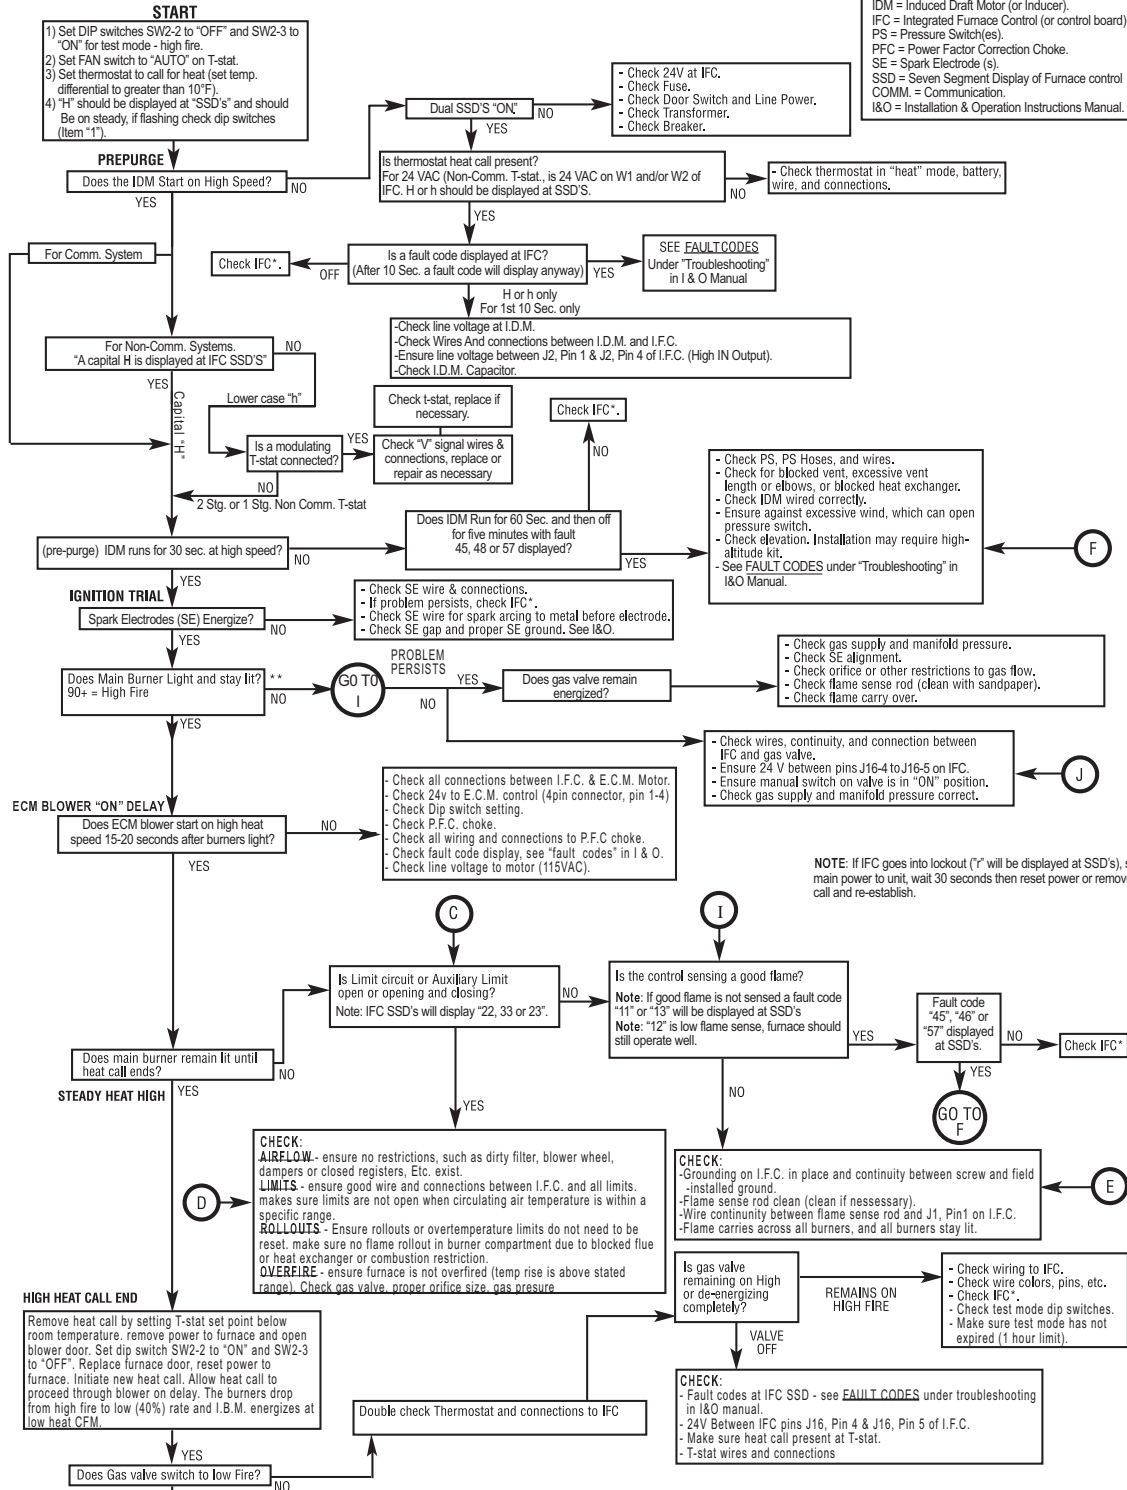 IDM = Induced Draft Motor (or Inducer).
IFC = Integrated Furnace Control (or control board)
PS = Pressure Switch(es).
PFC = Power Factor Correction Choke.
SE = Spark Electrode (s).
SSD = Seven Segment Display of Furnace control
COMM. = Communication.
I&O = Installation & Operation Instructions Manual.
START
1) Set DIP switches SW2-2 to “OFF” and SW2-3 to
“ON” for test mode - high fire.
2) Set FAN switch to “AUTO” on T-stat.
3) Set thermostat to call for heat (set temp.
differential to greater than 10°F).
4) “H” should be displayed at “SSD's” and should
Be on steady, if flashing check dip switches
(Item “1”).
Dual SSD'S “ON.”
NO
YES
- Check 24V at IFC.
- Check Fuse.
- Check Door Switch and Line Power.
- Check Transformer.
- Check Breaker.
PREPURGE
Does the IDM Start on High Speed?
NO
YES
Is thermostat heat call present?
For 24 VAC (Non-Comm. T-stat., is 24 VAC on W1 and/or W2 of
IFC. H or h should be displayed at SSD'S.
NO
YES
- Check thermostat in “heat” mode, battery,
wire, and connections.
For Comm. System
Check IFC*.
OFF
Is a fault code displayed at IFC?
(After 10 Sec. a fault code will display anyway)
YES
SEE FAULT CODES
Under ”Troubleshooting”
in I & O Manual
H or h only
For 1st 10 Sec. only
-Check line voltage at I.D.M.
-Check Wires And connections between I.D.M. and I.F.C.
-Ensure line voltage between J2, Pin 1 & J2, Pin 4 of I.F.C. (High IN Output).
-Check I.D.M. Capacitor.
For Non-Comm. Systems.
“A capital H is displayed at IFC SSD'S”
NO
YES
Capital “H”
Lower case “h”
Is a modulating
T-stat connected?
YES
NO
2 Stg. or 1 Stg. Non Comm. T-stat
Check t-stat, replace if
necessary.
Check “V” signal wires &
connections, replace or
repair as necessary
Check IFC*.
NO
(pre-purge) IDM runs for 30 sec. at high speed?
NO
YES
Does IDM Run for 60 Sec. and then off
for five minutes with fault
45, 48 or 57 displayed?
YES
- Check PS, PS Hoses, and wires.
- Check for blocked vent, excessive vent
length or elbows, or blocked heat exchanger.
- Check IDM wired correctly.
- Ensure against excessive wind, which can open
pressure switch.
- Check elevation. Installation may require high-
altitude kit.
- See FAULT CODES under “Troubleshooting” in
I&O Manual.
F
IGNITION TRIAL
Spark Electrodes (SE) Energize?
NO
YES
- Check SE wire & connections.
- If problem persists, check IFC*.
- Check SE wire for spark arcing to metal before electrode.
- Check SE gap and proper SE ground. See I&O.
Does Main Burner Light and stay lit?
90+ = High Fire
**
NO
YES
GO TO
I
PROBLEM
PERSISTS
YES
NO
Does gas valve remain
energized?
- Check gas supply and manifold pressure.
- Check SE alignment.
- Check orifice or other restrictions to gas flow.
- Check flame sense rod (clean with sandpaper).
- Check flame carry over.
- Check wires, continuity, and connection between
IFC and gas valve.
- Ensure 24 V between pins J16-4 to J16-5 on IFC.
- Ensure manual switch on valve is in “ON” position.
- Check gas supply and manifold pressure correct.
J
ECM BLOWER “ON” DELAY
Does ECM blower start on high heat
speed 15-20 seconds after burners light?
NO
YES
- Check all connections between I.F.C. & E.C.M. Motor.
- Check 24v to E.C.M. control (4pin connector, pin 1-4)
- Check Dip switch setting.
- Check P.F.C. choke.
- Check all wiring and connections to P.F.C choke.
- Check fault code display, see “fault codes” in I & O.
- Check line voltage to motor (115VAC).
NOTE: If IFC goes into lockout (“r” will be displayed at SSD's), s
main power to unit, wait 30 seconds then reset power or remove
call and re-establish.
C
I
Is Limit circuit or Auxiliary Limit
open or opening and closing?
Note: IFC SSD's will display “22, 33 or 23”.
NO
YES
Is the control sensing a good flame?
Note: If good flame is not sensed a fault code
“11” or “13” will be displayed at SSD's
Note: “12” is low flame sense, furnace should
still operate well.
YES
NO
Fault code
“45”, “46” or
“57” displayed
at SSD's.
NO
YES
Check IFC*
GO TO
F
Does main burner remain lit until
heat call ends?
NO
STEADY HEAT HIGH
YES
D
CHECK:
AIRFLOW - ensure no restrictions, such as dirty filter, blower wheel,
dampers or closed registers, Etc. exist.
LIMITS - ensure good wire and connections between I.F.C. and all limits.
makes sure limits are not open when circulating air temperature is within a
specific range.
ROLLOUTS - Ensure rollouts or overtemperature limits do not need to be
reset. make sure no flame rollout in burner compartment due to blocked flue
or heat exchanger or combustion restriction.
OVERFIRE - ensure furnace is not overfired (temp rise is above stated
range). Check gas valve, proper orifice size, gas presure
CHECK:
-Grounding on I.F.C. in place and continuity between screw and field
-installed ground.
-Flame sense rod clean (clean if nessessary).
-Wire continuity between flame sense rod and J1, Pin1 on I.F.C.
-Flame carries across all burners, and all burners stay lit.
E
HIGH HEAT CALL END
Remove heat call by setting T-stat set point below
room temperature. remove power to furnace and open
blower door. Set dip switch SW2-2 to “ON” and SW2-3
to “OFF”. Replace furnace door, reset power to
furnace. Initiate new heat call. Allow heat call to
proceed through blower on delay. The burners drop
from high fire to low (40%) rate and I.B.M. energizes at
low heat CFM.
YES
Is gas valve
remaining on High
or de-energizing
completely?
REMAINS ON
HIGH FIRE
VALVE
OFF
- Check wiring to IFC.
- Check wire colors, pins, etc.
- Check IFC*.
- Check test mode dip switches.
- Make sure test mode has not
expired (1 hour limit).
Double check Thermostat and connections to IFC
CHECK:
- Fault codes at IFC SSD - see FAULT CODES under troubleshooting
in I&O manual.
- 24V Between IFC pins J16, Pin 4 & J16, Pin 5 of I.F.C.
- Make sure heat call present at T-stat.
- T-stat wires and connections
Does Gas valve switch to low Fire?
NO